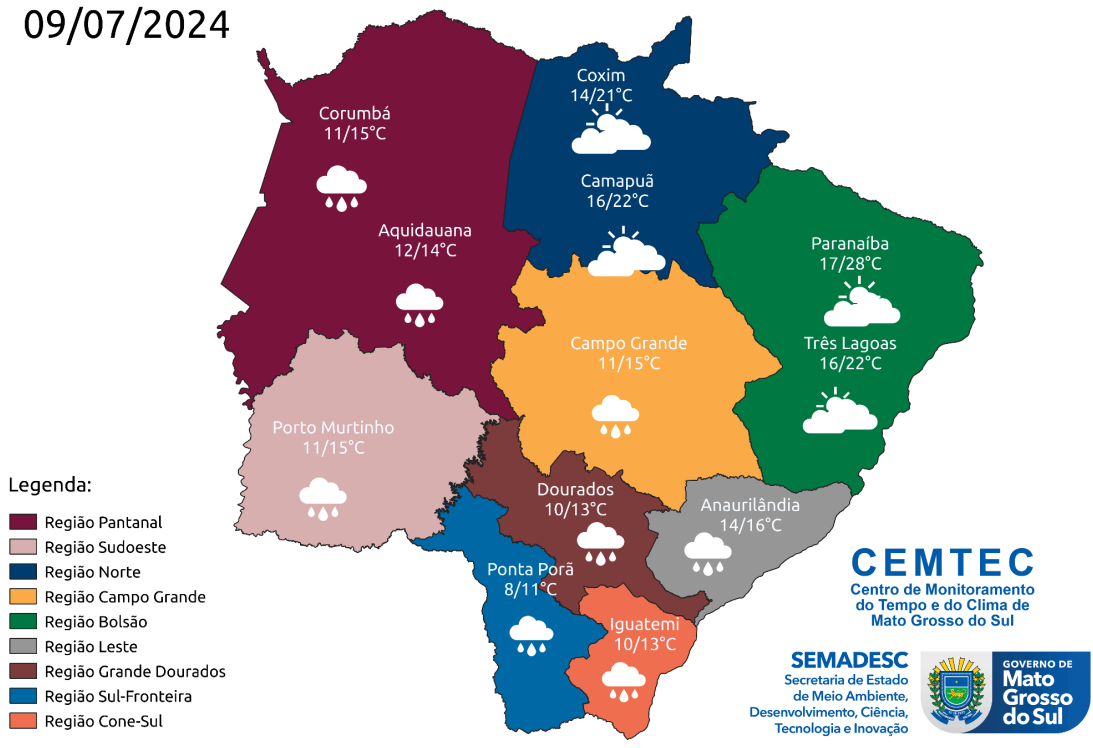 09/07/2024
Coxim
14/21°C
Corumbá
11/15°C
Camapuã
16/22°C
Aquidauana
12/14°C
Paranaíba
17/28°C
Campo Grande
11/15°C
Três Lagoas
16/22°C
Porto Murtinho
11/15°C
Dourados
10/13°C
Anaurilândia
14/16°C
Ponta Porã
8/11°C
Iguatemi
10/13°C
Legenda:
Região Pantanal
Região Sudoeste
Região Norte
Região Campo Grande
Região Bolsão
Região Leste
Região Grande Dourados
Região Sul-Fronteira
Região Cone-Sul
CEMTEC
Centro de Monitoramento
do Tempo e do Clima de
Mato Grosso do Sul
SEMADESC
Secretaria de Estado
de Meio Ambiente,
Desenvolvimento, Ciência,
Tecnologia e Inovação
GOVERNO DE
Mato
Grosso
do Sul